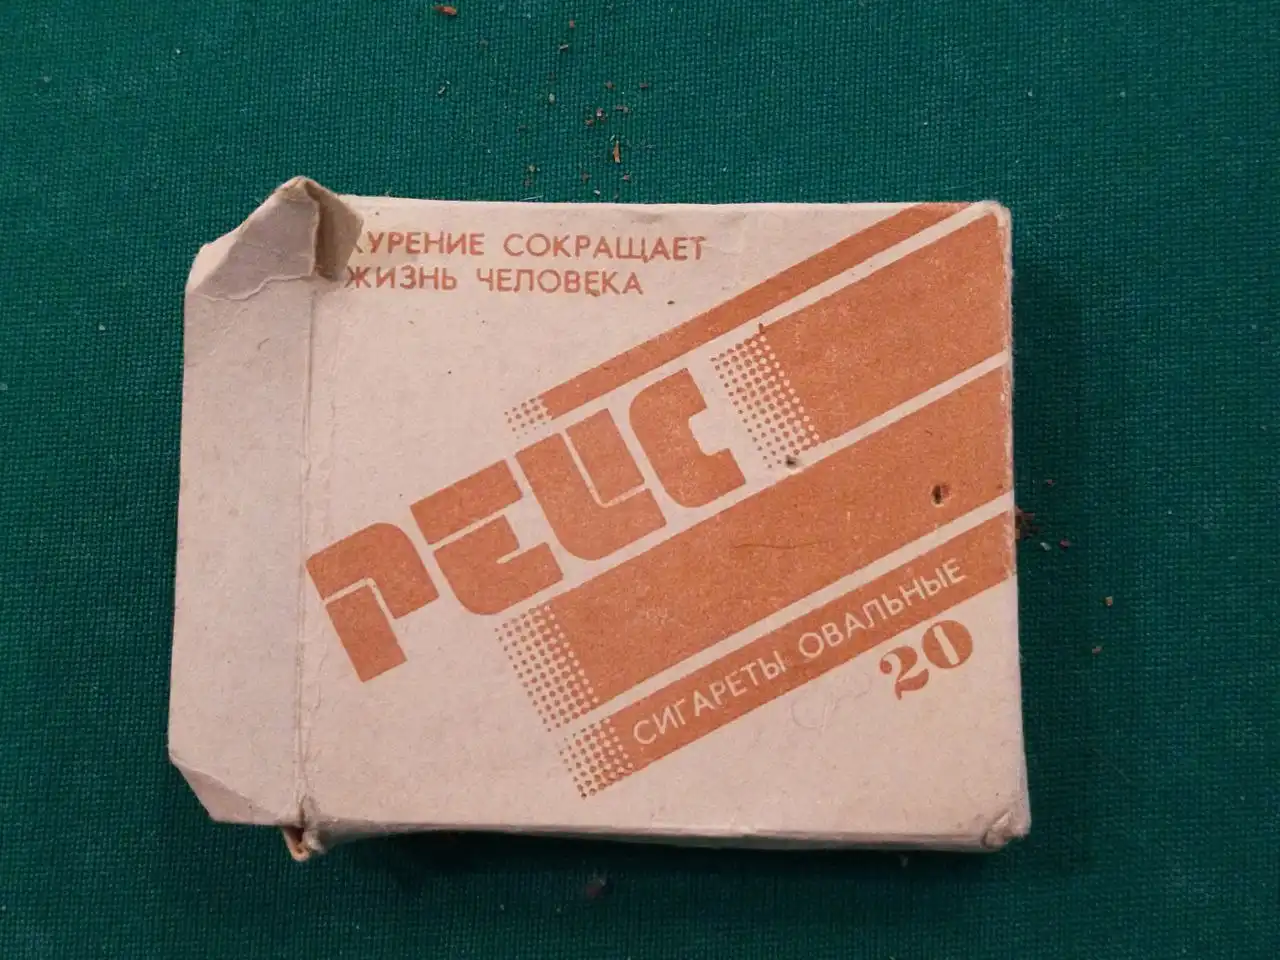 КУРЕНИЕ СОКРАЩАЕТ
ЖИЗНЬ ЧЕЛОВЕКА
РЕЙС
СИГАРЕТЫ ОВАЛЬНЫЕ
20